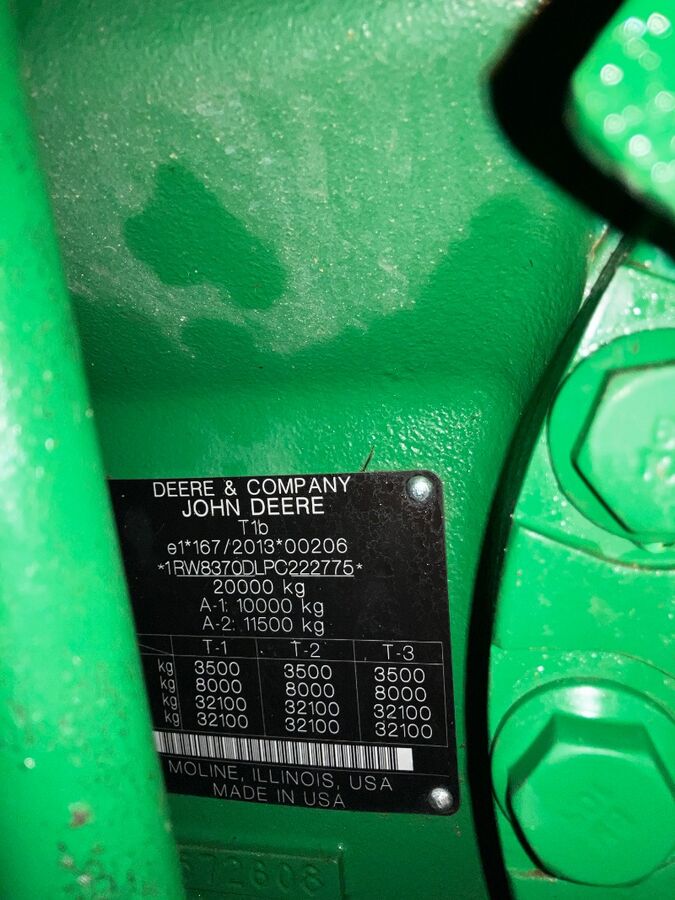 DEERE & COMPANY
JOHN DEERE
T1b
e1*167/2013*00206
*1RW8370DLPC222775*
20000 kg
A-1: 10000 kg
A-2: 11500 kg
T-1 T-2 T-3
kg 3500 3500 3500
kg 8000 8000 8000
kg 32100 32100 32100
kg 32100 32100 32100
MOLINE, ILLINOIS, USA
MADE IN USA